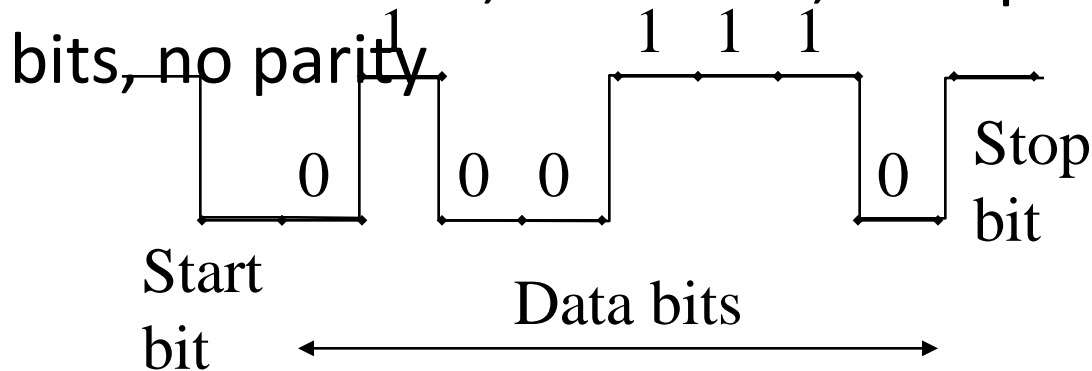 1 1 1 1
bits, no parity
0 0 0 0
Stop
bit
Start
bit
Data bits